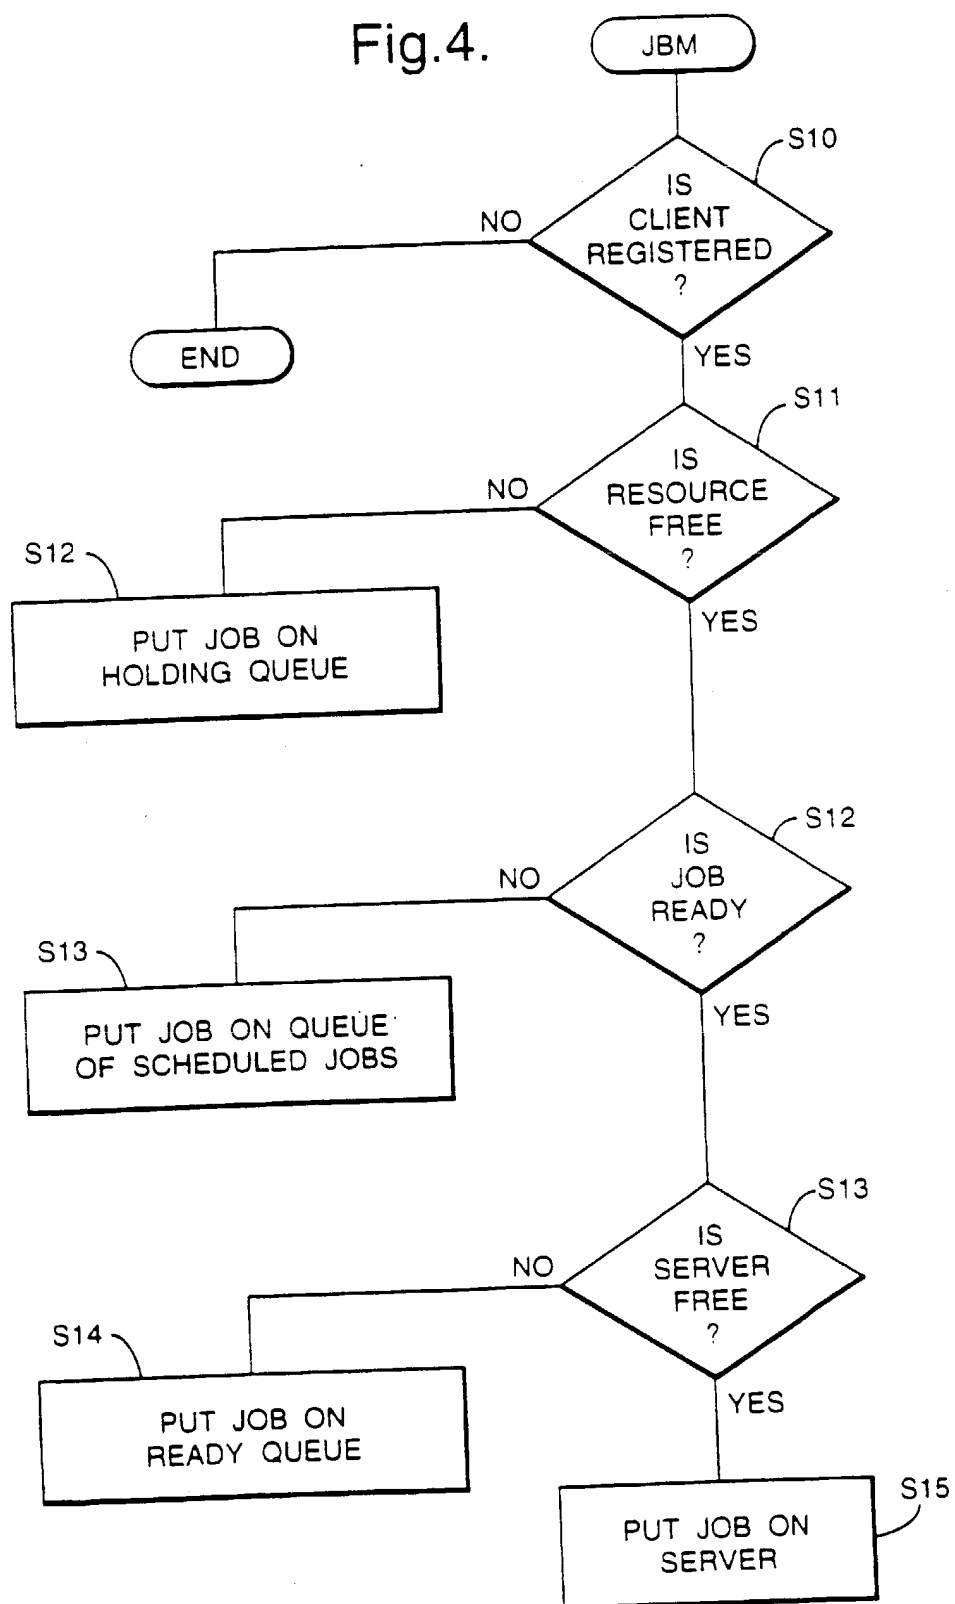 Fig.4.
JBM
S10
IS
CLIENT
REGISTERED
?
NO
YES
END
S11
IS
RESOURCE
FREE
?
NO
YES
S12
PUT JOB ON
HOLDING QUEUE
S12
IS
JOB
READY
?
NO
YES
S13
PUT JOB ON QUEUE
OF SCHEDULED JOBS
S13
IS
SERVER
FREE
?
NO
YES
S14
PUT JOB ON
READY QUEUE
S15
PUT JOB ON
SERVER